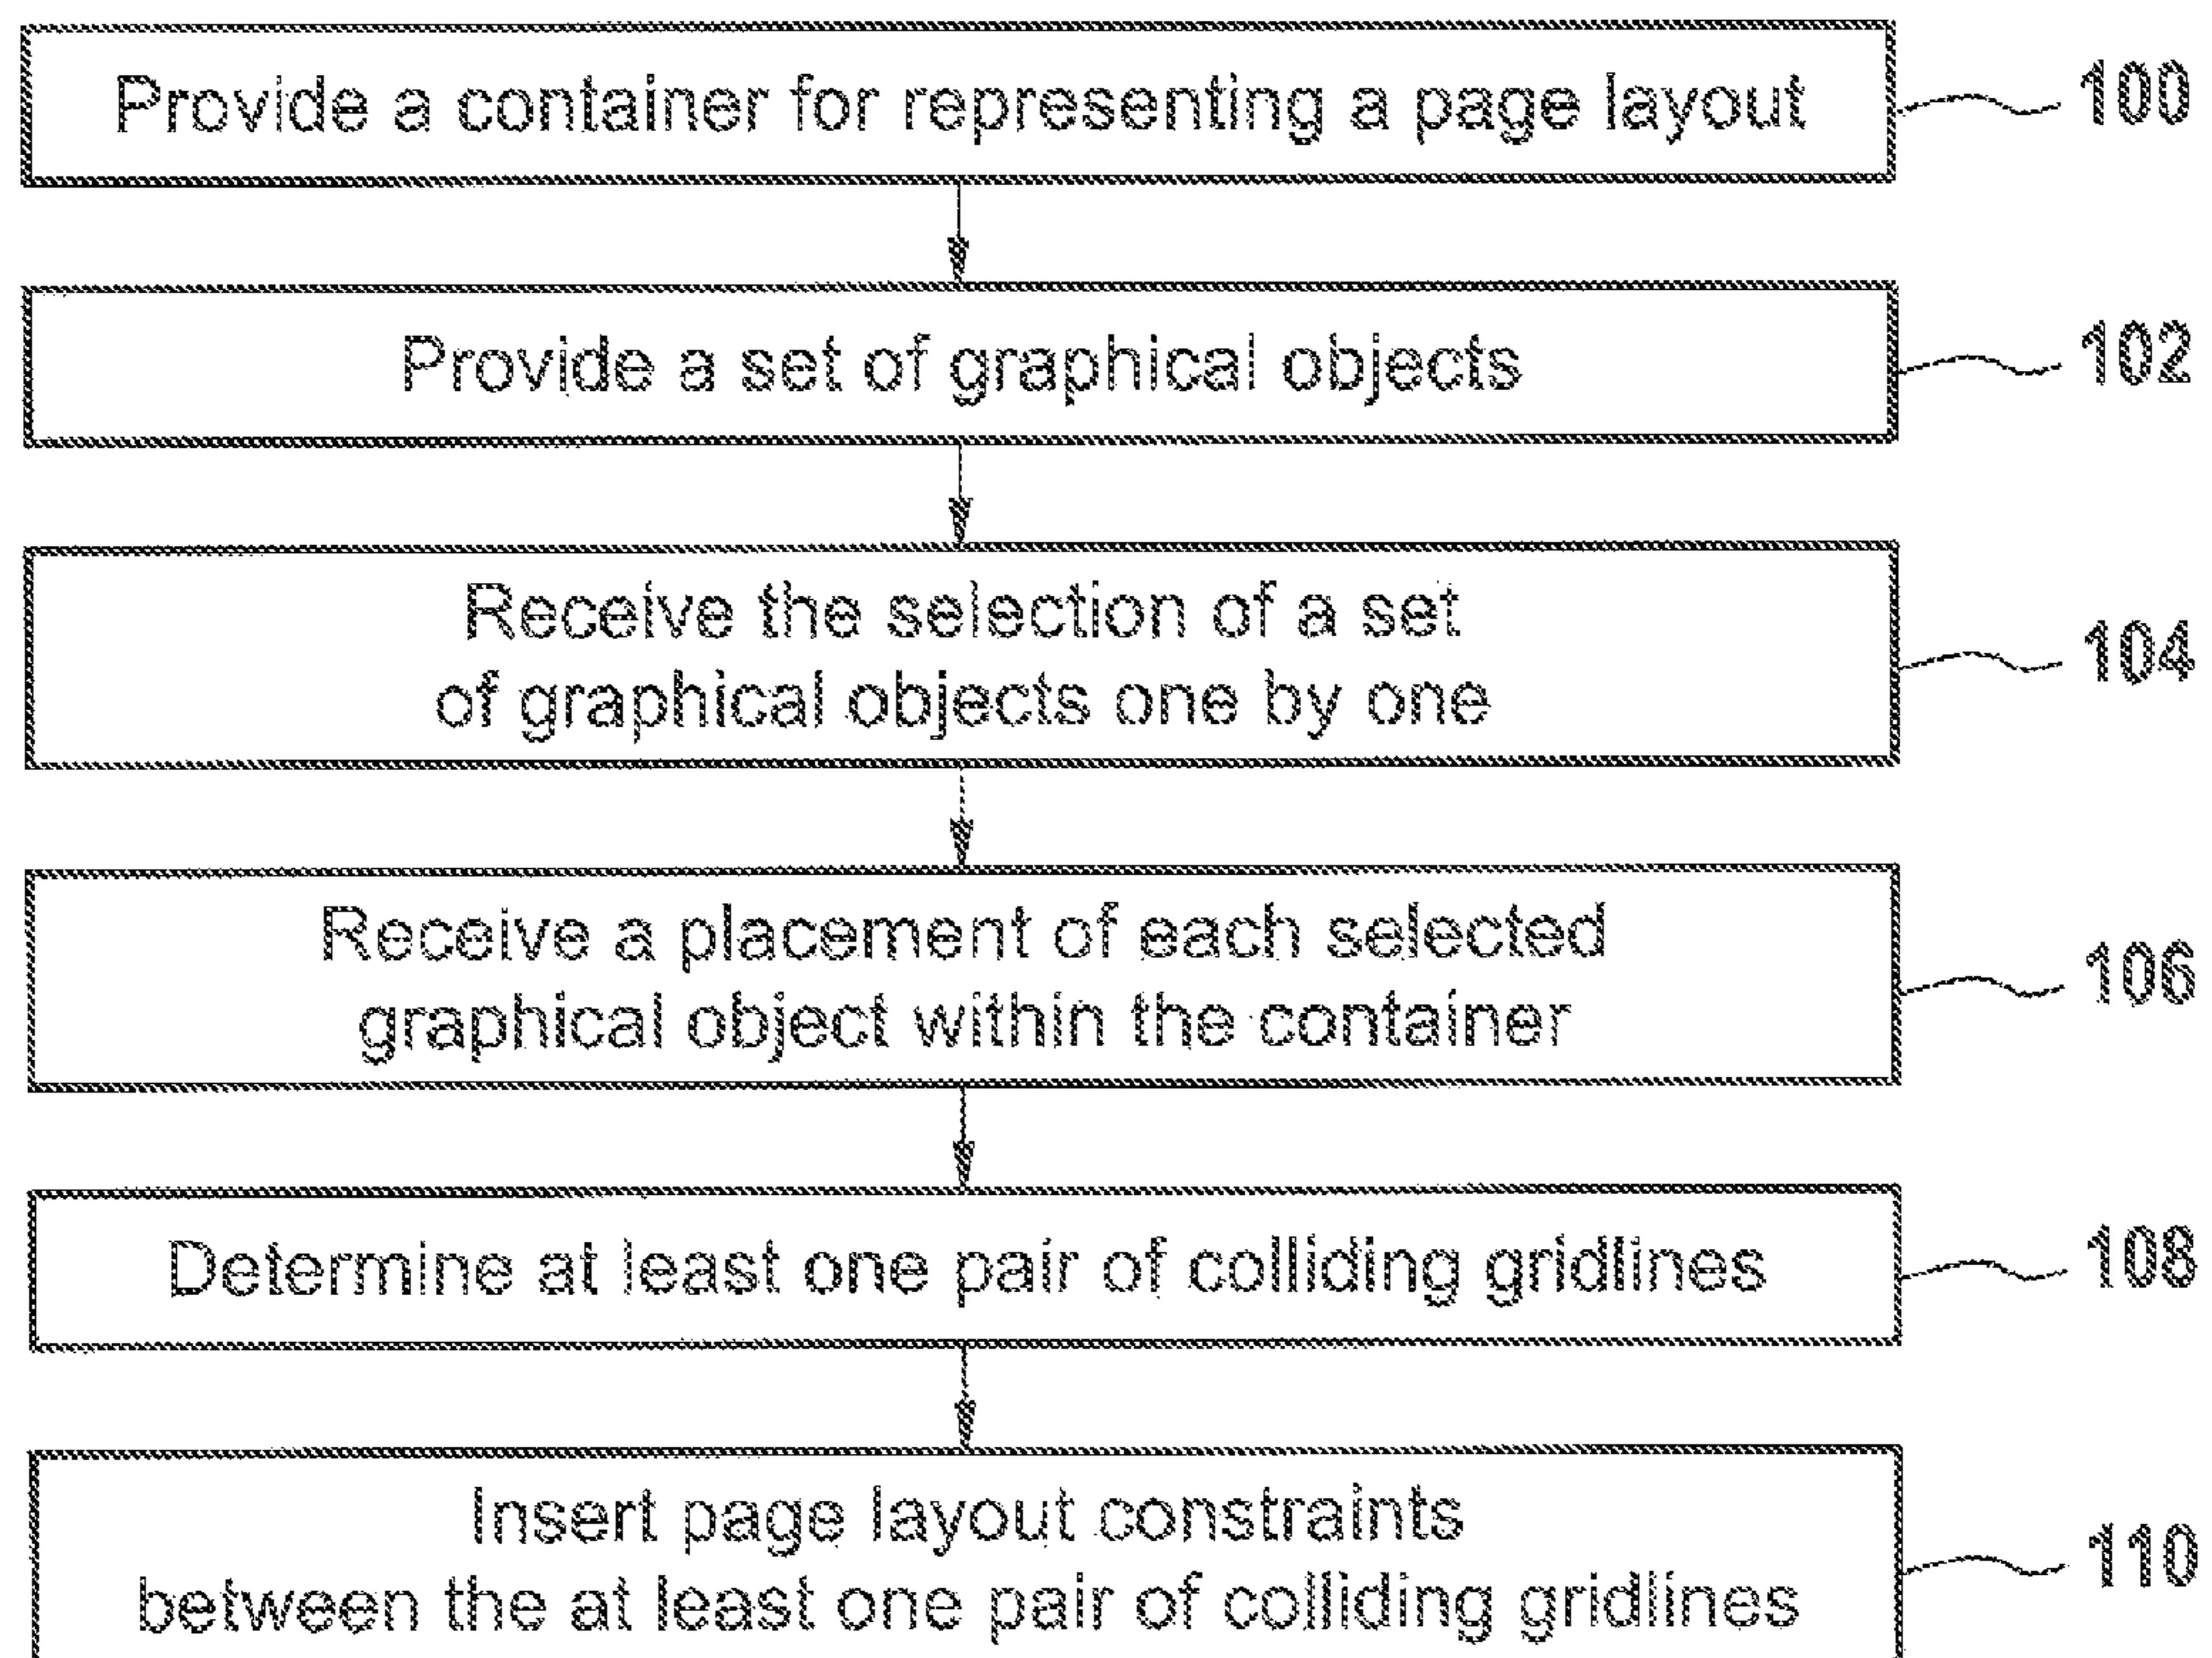 Provide a container for representing a page layout
100
Provide a set of graphical objects
102
Receive the selection of a set
of graphical objects one by one
104
Receive a placement of each selected
graphical object within the container
106
Determine at least one pair of colliding gridlines
108
Insert page layout constraints
between the at least one pair of colliding gridlines
110